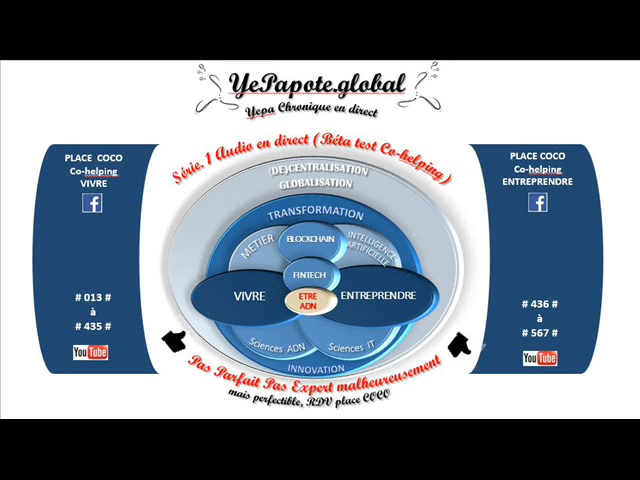 YePapote.global
Yepa Chronique en direct
Série, 1 Audio en direct (Béta test Co-helping)
PLACE COCO
Co-helping
VIVRE
# 013 #
à
# 435 #
YouTube
(DE)CENTRALISATION
GLOBALISATION
TRANSFORMATION
METIER
BLOCKCHAIN
INTELLIGENCE
ARTIFICIELLE
FINTECH
VIVRE
ETRE
ADN
ENTREPRENDRE
Sciences ADN
Sciences IT
INNOVATION
PLACE COCO
Co-helping
ENTREPRENDRE
# 436 #
à
# 567 #
YouTube
Pas Parfait Pas Expert malheureusement
mais perfectible, RDV place COCO